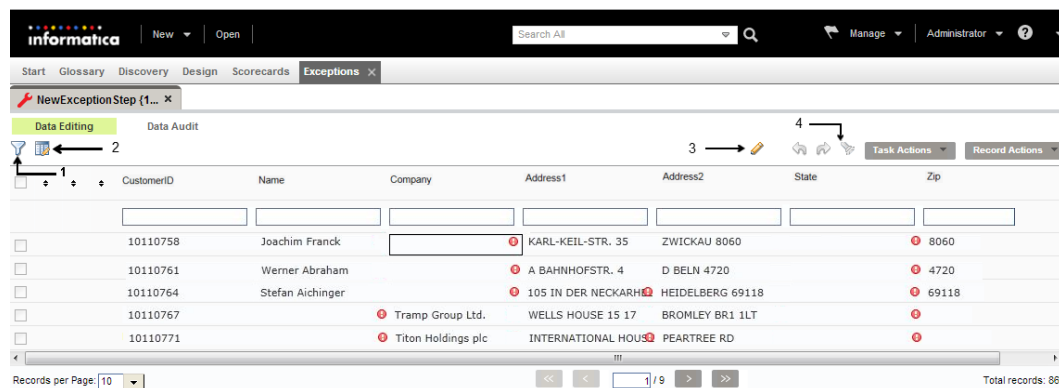 informatica New Open Search All Manage Administrator ?
Start Glossary Discovery Design Scorecards Exceptions ×
NewExceptionStep {1... ×
Data Editing Data Audit
2 3 4 Task Actions Record Actions
1
CustomerID Name Company Address1 Address2 State Zip
10110758 Joachim Franck KARL-KEIL-STR. 35 ZWICKAU 8060 8060
10110761 Werner Abraham A BAHNHOFSTR. 4 D BELN 4720 4720
10110764 Stefan Aichinger 105 IN DER NECKARHE HEIDELBERG 69118 69118
10110767 Tramp Group Ltd. WELLS HOUSE 15 17 BROMLEY BR1 1LT
10110771 Titon Holdings plc INTERNATIONAL HOUS PEARTREE RD
Records per Page: 10 << < 1 / 9 > >> Total records: 86